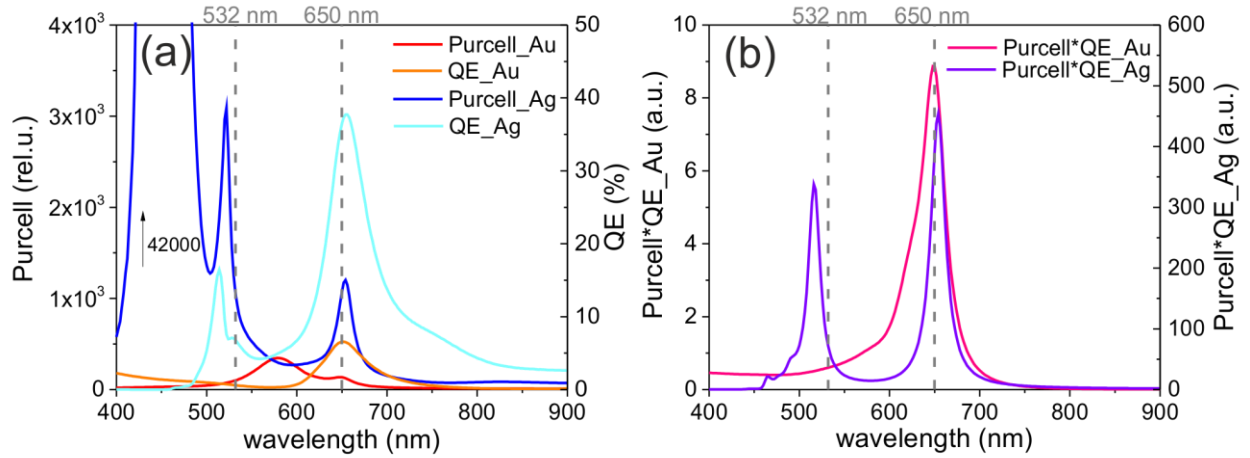 532 nm 650 nm
(a)
Purcell_Au
QE_Au
Purcell_Ag
QE_Ag
42000
4x10³
3x10³
2x10³
1x10³
0
Purcell (rel.u.)
50
40
30
20
10
0
QE (%)
400 500 600 700 800 900
wavelength (nm)
532 nm 650 nm
(b)
Purcell*QE_Au
Purcell*QE_Ag
10
8
6
4
2
0
Purcell*QE_Au (a.u.)
600
500
400
300
200
100
0
Purcell*QE_Ag (a.u.)
400 500 600 700 800 900
wavelength (nm)